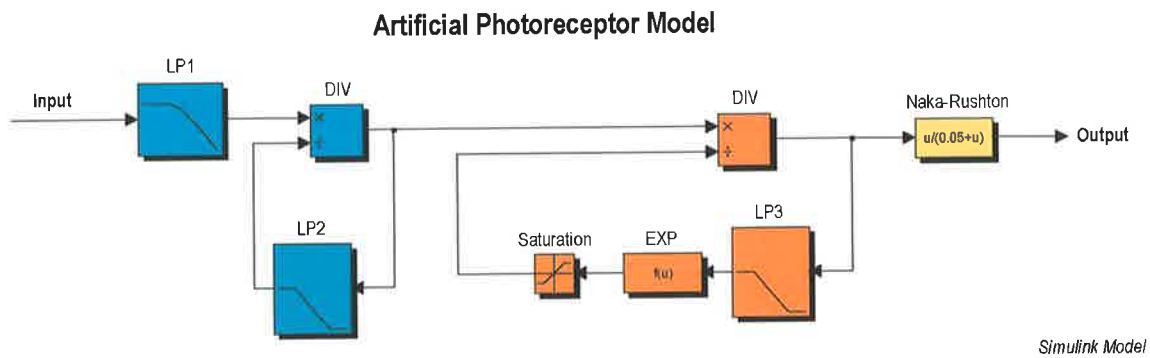 Artificial Photoreceptor Model
LP1
DIV
DIV
Naka-Rushton
Input
×
÷
×
÷
u/(0.05+u)
Output
LP2
Saturation
EXP
LP3
f(u)
Simulink Model